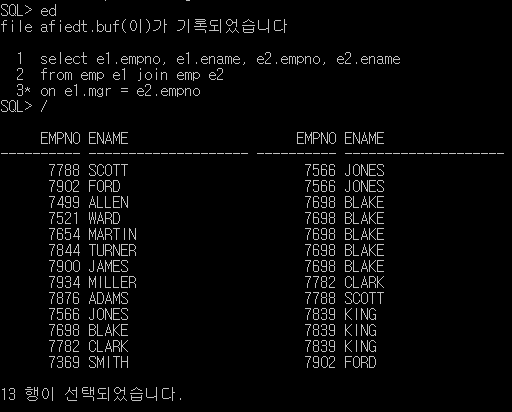 SQL> ed
file afiedt.buf(이)가 기록되었습니다
1 select e1.empno, e1.ename, e2.empno, e2.ename
2 from emp e1 join emp e2
3* on e1.mgr = e2.empno
SQL> /
EMPNO ENAME EMPNO ENAME
---------- -------------------- ---------- --------------------
7788 SCOTT 7566 JONES
7902 FORD 7566 JONES
7499 ALLEN 7698 BLAKE
7521 WARD 7698 BLAKE
7654 MARTIN 7698 BLAKE
7844 TURNER 7698 BLAKE
7900 JAMES 7698 BLAKE
7934 MILLER 7782 CLARK
7876 ADAMS 7788 SCOTT
7566 JONES 7839 KING
7698 BLAKE 7839 KING
7782 CLARK 7839 KING
7369 SMITH 7902 FORD
13 행이 선택되었습니다.